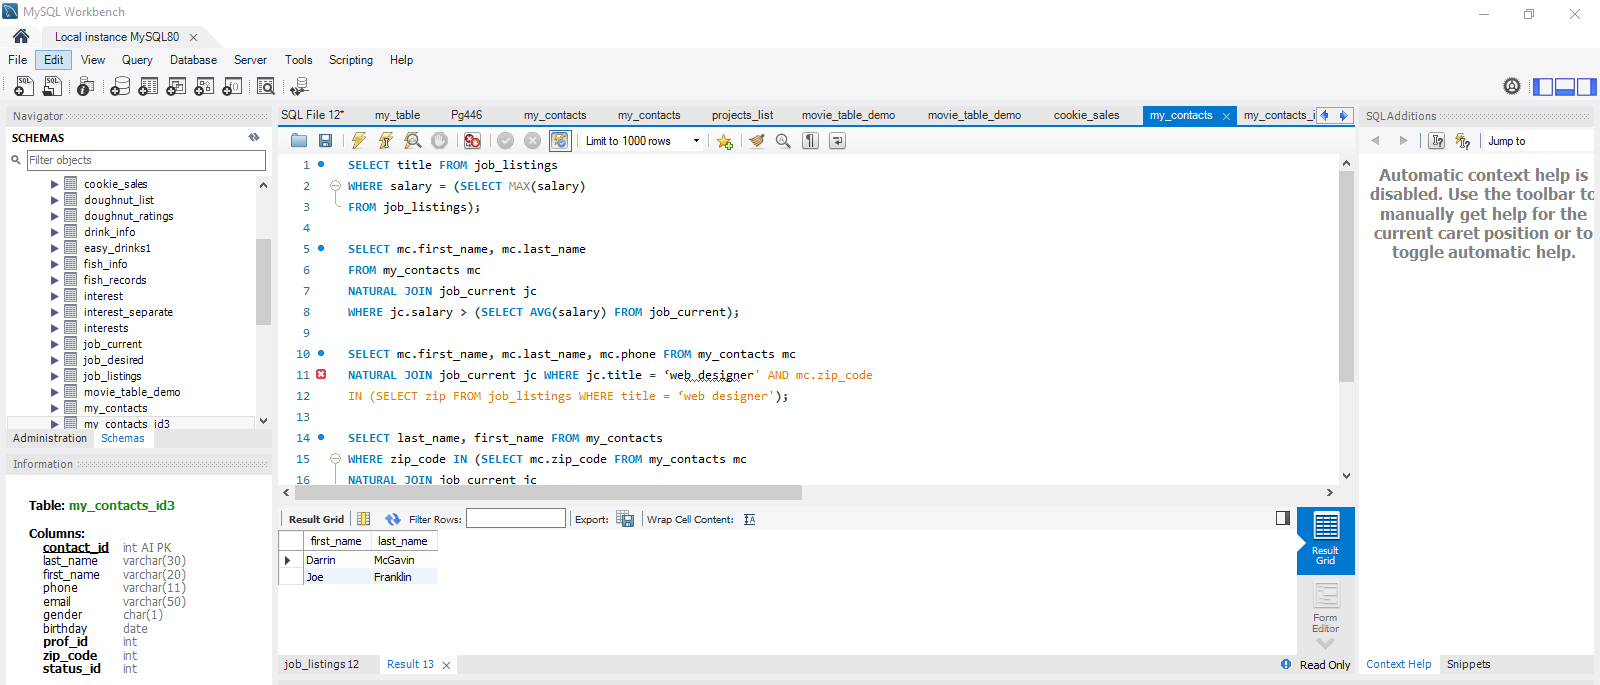 MySQL Workbench
Local instance MySQL80
File Edit View Query Database Server Tools Scripting Help
Navigator
SCHEMAS
Filter objects
cookie_sales
doughnut_list
doughnut_ratings
drink_info
easy_drinks1
fish_info
fish_records
interest
interest_separate
interests
job_current
job_desired
job_listings
movie_table_demo
my_contacts
my_contacts_id3
Administration Schemas
Information
Table: my_contacts_id3
Columns:
contact_id int AI PK
last_name varchar(30)
first_name varchar(20)
phone varchar(11)
email varchar(50)
gender char(1)
birthday date
prof_id int
zip_code int
status_id int
SQL File 12* my_table Pg446 my_contacts my_contacts projects_list movie_table_demo movie_table_demo cookie_sales my_contacts my_contacts_i
Limit to 1000 rows
1 SELECT title FROM job_listings
2 WHERE salary = (SELECT MAX(salary)
3 FROM job_listings);
4
5 SELECT mc.first_name, mc.last_name
6 FROM my_contacts mc
7 NATURAL JOIN job_current jc
8 WHERE jc.salary > (SELECT AVG(salary) FROM job_current);
9
10 SELECT mc.first_name, mc.last_name, mc.phone FROM my_contacts mc
11 NATURAL JOIN job_current jc WHERE jc.title = ‘web designer' AND mc.zip_code
12 IN (SELECT zip FROM job_listings WHERE title = ‘web designer');
13
14 SELECT last_name, first_name FROM my_contacts
15 WHERE zip_code IN (SELECT mc.zip_code FROM my_contacts mc
16 NATURAL JOIN job_current jc
Result Grid Filter Rows: Export: Wrap Cell Content:
first_name last_name
Darrin McGavin
Joe Franklin
Result Grid
Form Editor
job_listings 12 Result 13
Read Only
SQLAdditions
Jump to
Automatic context help is
disabled. Use the toolbar to
manually get help for the
current caret position or to
toggle automatic help.
Context Help Snippets